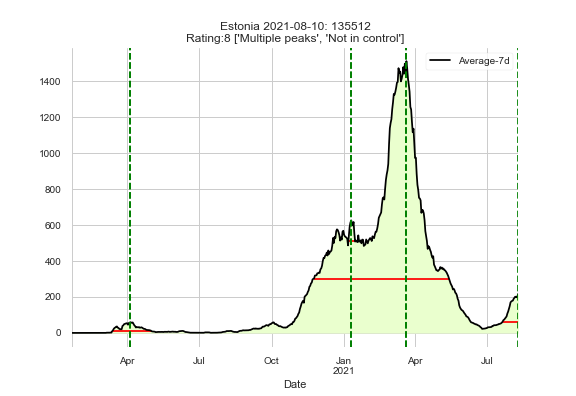 Estonia 2021-08-10: 135512
Rating:8 ['Multiple peaks', 'Not in control']
Average-7d
1400
1200
1000
800
600
400
200
0
Apr
Jul
Oct
Jan
2021
Apr
Jul
Date